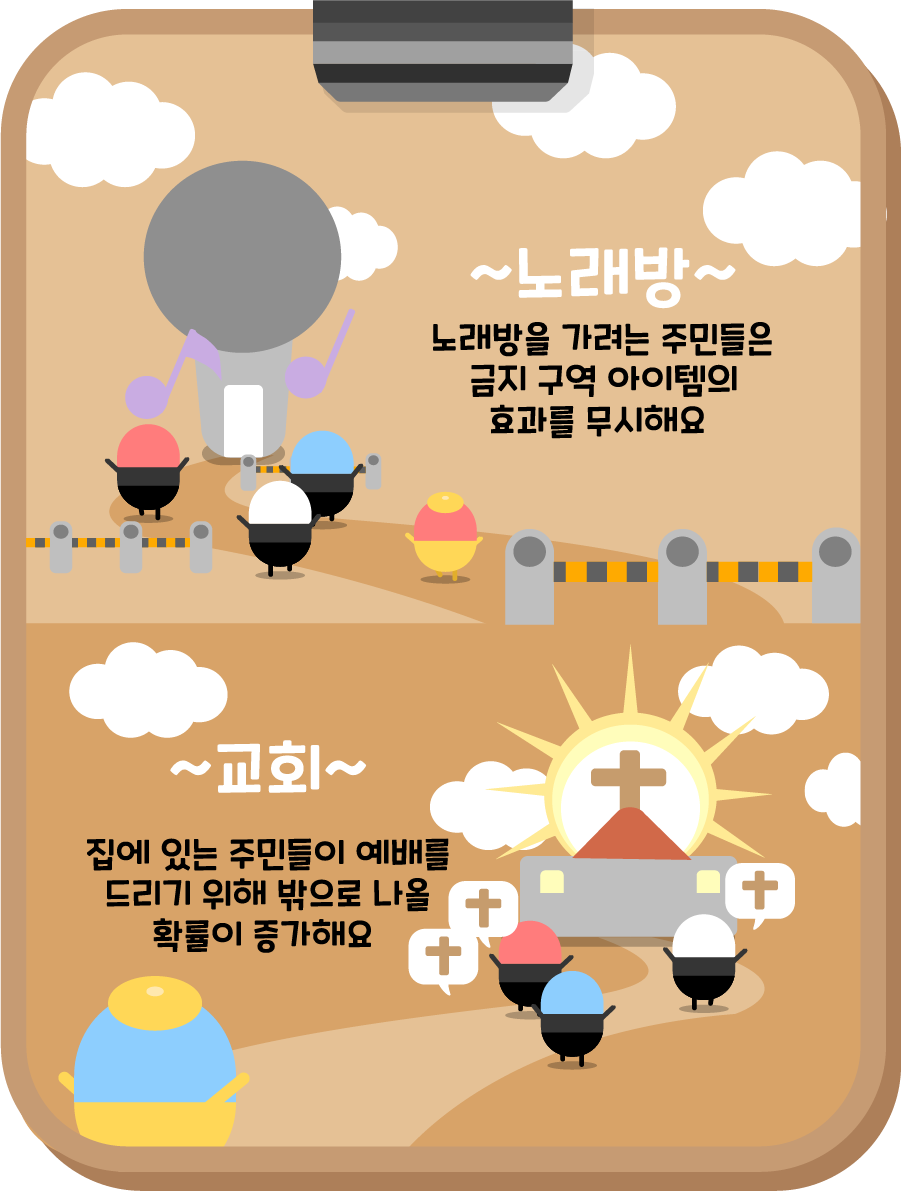 ~노래방~
노래방을 가려는 주민들은
금지 구역 아이템의
효과를 무시해요
~교회~
집에 있는 주민들이 예배를
드리기 위해 밖으로 나올
확률이 증가해요